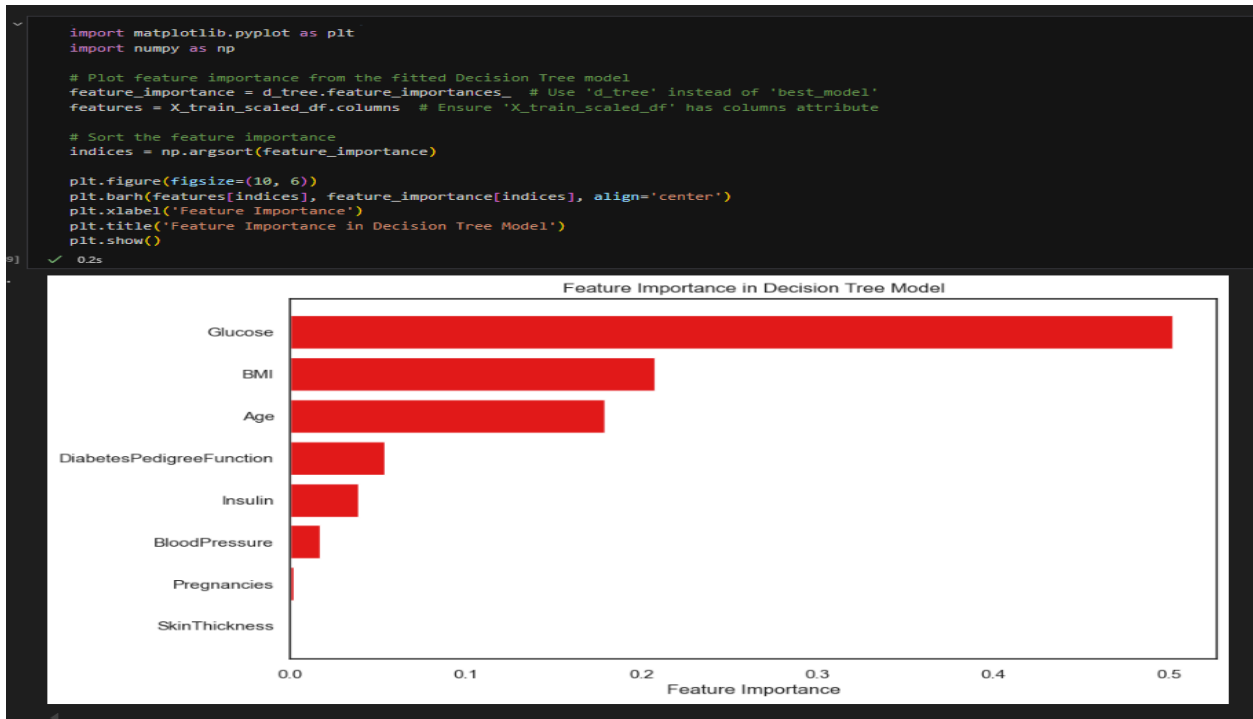 import matplotlib.pyplot as plt
import numpy as np
# Plot feature importance from the fitted Decision Tree model
feature_importance = d_tree.feature_importances_  # Use 'd_tree' instead of 'best_model'
features = X_train_scaled_df.columns  # Ensure 'X_train_scaled_df' has columns attribute
# Sort the feature importance
indices = np.argsort(feature_importance)
plt.figure(figsize=(10, 6))
plt.barh(features[indices], feature_importance[indices], align='center')
plt.xlabel('Feature Importance')
plt.title('Feature Importance in Decision Tree Model')
plt.show()
9] ✓ 0.2s
Feature Importance in Decision Tree Model
Glucose
BMI
Age
DiabetesPedigreeFunction
Insulin
BloodPressure
Pregnancies
SkinThickness
0.0 0.1 0.2 0.3 0.4 0.5
Feature Importance